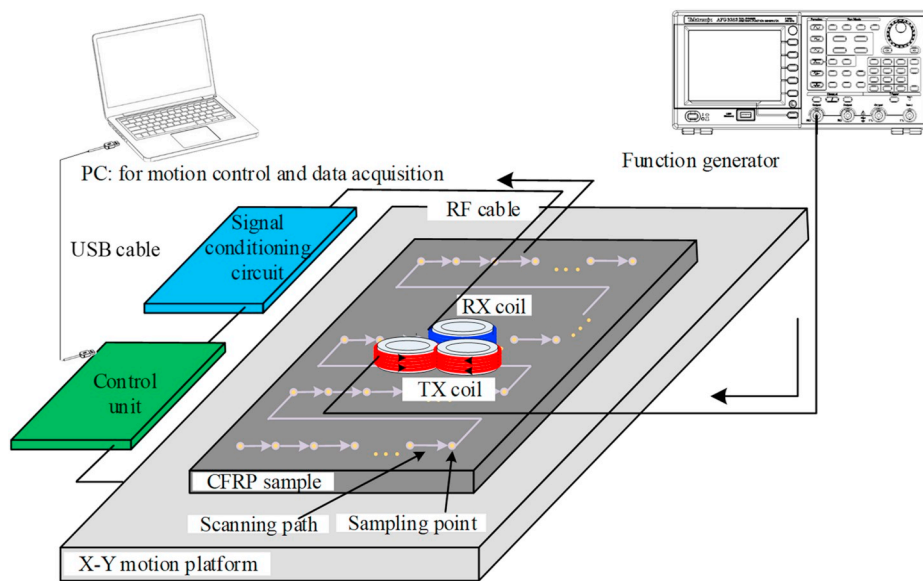 Tektronix
Function generator
PC: for motion control and data acquisition
RF cable
Signal
conditioning
circuit
USB cable
RX coil
Control
unit
TX coil
CFRP sample
Scanning path
Sampling point
X-Y motion platform